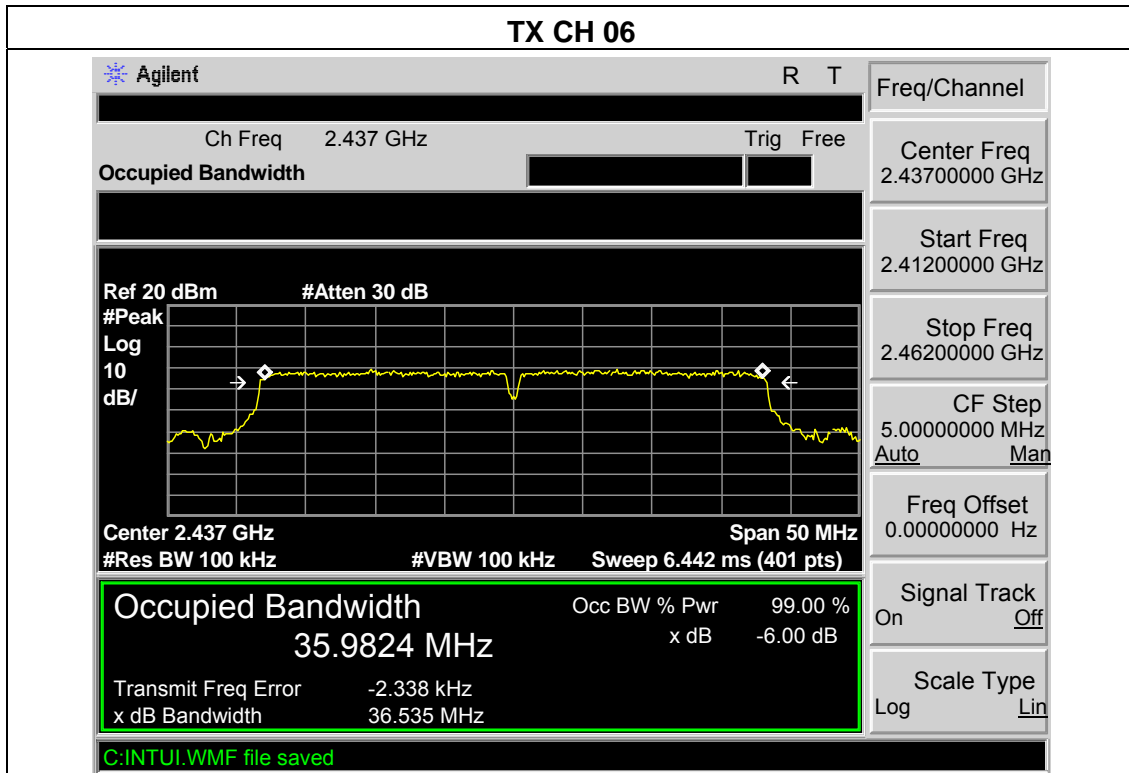 TX CH 06
Agilent R T
Freq/Channel
Ch Freq 2.437 GHz Trig Free
Occupied Bandwidth
Center Freq
2.43700000 GHz
Start Freq
2.41200000 GHz
Ref 20 dBm #Atten 30 dB
#Peak
Log
10
dB/
Stop Freq
2.46200000 GHz
CF Step
5.00000000 MHz
Auto Man
Center 2.437 GHz Span 50 MHz
#Res BW 100 kHz #VBW 100 kHz Sweep 6.442 ms (401 pts)
Freq Offset
0.00000000 Hz
Occupied Bandwidth Occ BW % Pwr 99.00 %
35.9824 MHz x dB -6.00 dB
Transmit Freq Error -2.338 kHz
x dB Bandwidth 36.535 MHz
Signal Track
On Off
Scale Type
Log Lin
C:INTUI.WMF file saved